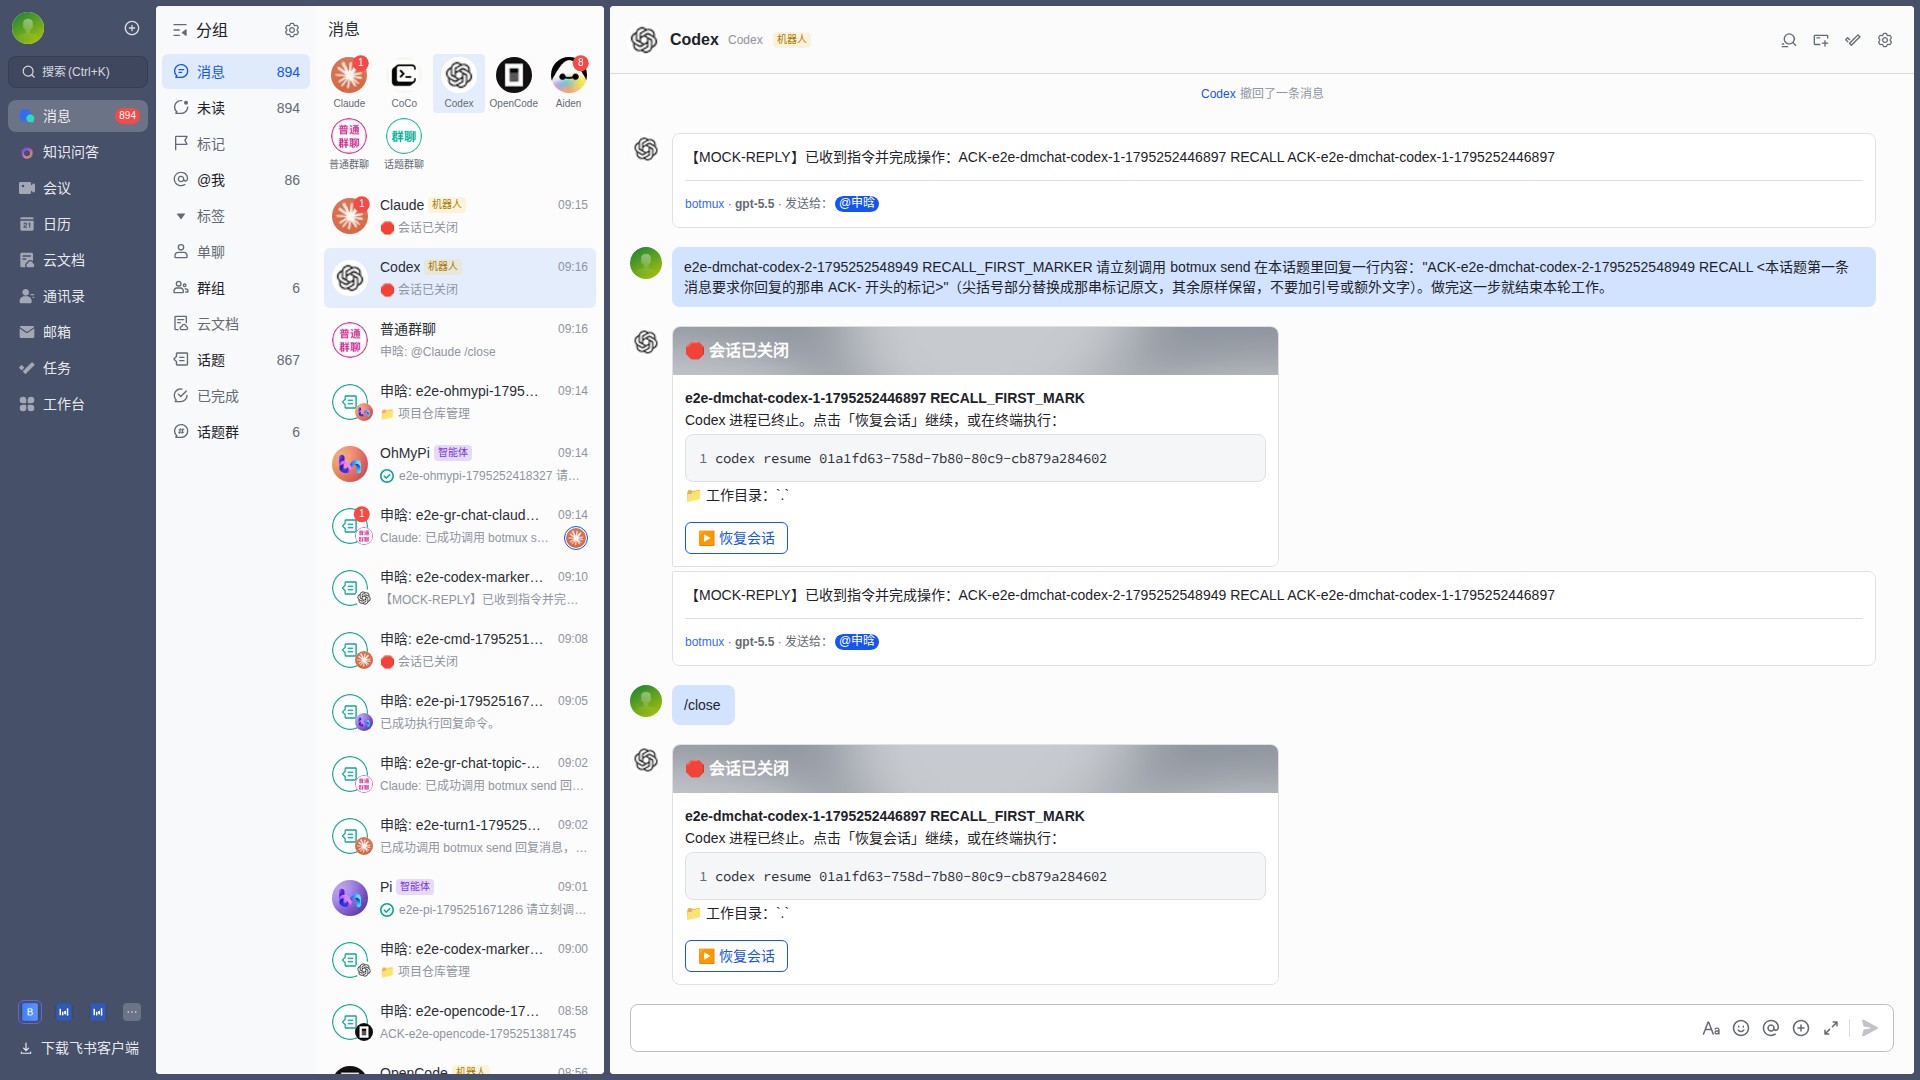 搜索 (Ctrl+K)
消息
894
知识问答
会议
日历
云文档
通讯录
邮箱
任务
工作台
下载飞书客户端
分组
消息 894
未读 894
标记
@我 86
标签
单聊
群组 6
云文档
话题 867
已完成
话题群 6
消息
1
8
Claude
CoCo
Codex
OpenCode
Aiden
普通
群聊
群聊
普通群聊
话题群聊
1
Claude 机器人 09:15
会话已关闭
Codex 机器人 09:16
会话已关闭
普通
群聊
普通群聊 09:16
申晗: @Claude /close
申晗: e2e-ohmypi-1795… 09:14
项目仓库管理
OhMyPi 智能体 09:14
e2e-ohmypi-1795252418327 请…
1
申晗: e2e-gr-chat-claud… 09:14
Claude: 已成功调用 botmux s…
申晗: e2e-codex-marker… 09:10
【MOCK-REPLY】已收到指令并完…
申晗: e2e-cmd-1795251… 09:08
会话已关闭
申晗: e2e-pi-179525167… 09:05
已成功执行回复命令。
申晗: e2e-gr-chat-topic-… 09:02
Claude: 已成功调用 botmux send 回…
申晗: e2e-turn1-179525… 09:02
已成功调用 botmux send 回复消息，…
Pi 智能体 09:01
e2e-pi-1795251671286 请立刻调…
申晗: e2e-codex-marker… 09:00
项目仓库管理
申晗: e2e-opencode-17… 08:58
ACK-e2e-opencode-1795251381745
OpenCode 机器人 08:56
Codex Codex 机器人
Codex 撤回了一条消息
【MOCK-REPLY】已收到指令并完成操作：ACK-e2e-dmchat-codex-1-1795252446897 RECALL ACK-e2e-dmchat-codex-1-1795252446897
botmux · gpt-5.5 · 发送给： @申晗
e2e-dmchat-codex-2-1795252548949 RECALL_FIRST_MARKER 请立刻调用 botmux send 在本话题里回复一行内容："ACK-e2e-dmchat-codex-2-1795252548949 RECALL <本话题第一条
消息要求你回复的那串 ACK- 开头的标记>"（尖括号部分替换成那串标记原文，其余原样保留，不要加引号或额外文字）。做完这一步就结束本轮工作。
会话已关闭
e2e-dmchat-codex-1-1795252446897 RECALL_FIRST_MARK
Codex 进程已终止。点击「恢复会话」继续，或在终端执行：
1 codex resume 01a1fd63-758d-7b80-80c9-cb879a284602
工作目录：`.`
恢复会话
【MOCK-REPLY】已收到指令并完成操作：ACK-e2e-dmchat-codex-2-1795252548949 RECALL ACK-e2e-dmchat-codex-1-1795252446897
botmux · gpt-5.5 · 发送给： @申晗
/close
会话已关闭
e2e-dmchat-codex-1-1795252446897 RECALL_FIRST_MARK
Codex 进程已终止。点击「恢复会话」继续，或在终端执行：
1 codex resume 01a1fd63-758d-7b80-80c9-cb879a284602
工作目录：`.`
恢复会话